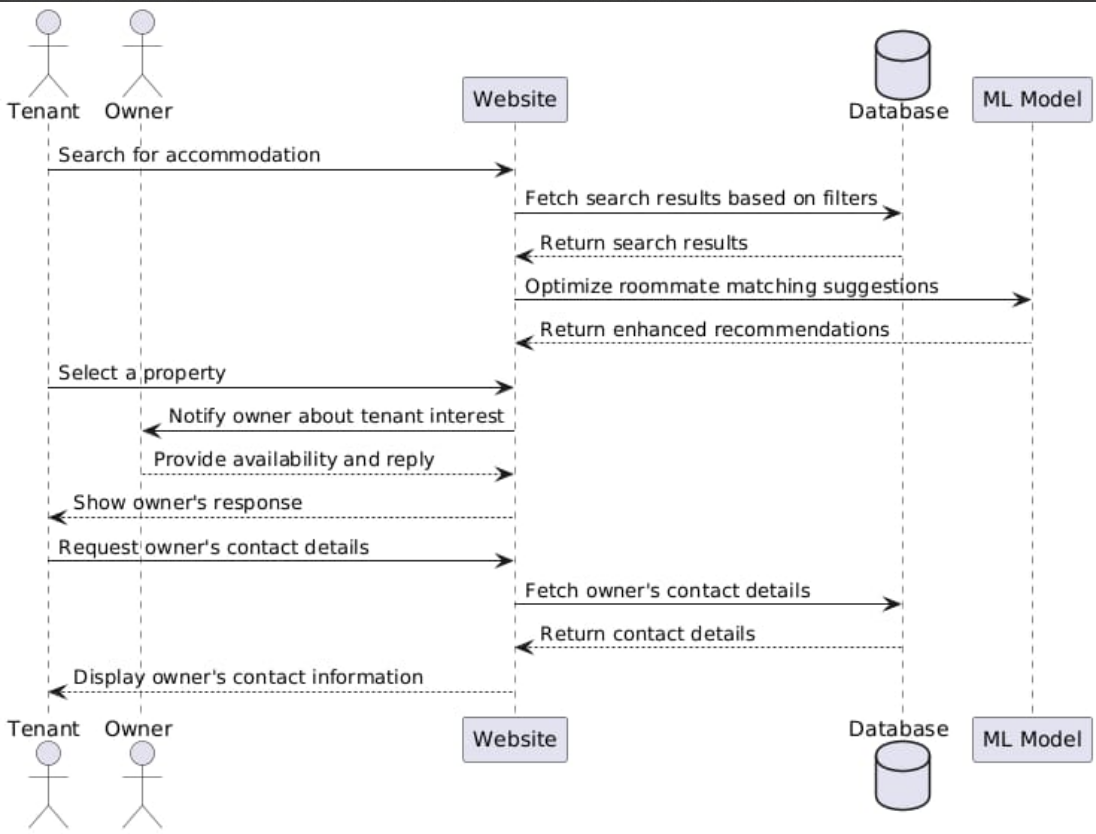 Tenant Owner Website Database ML Model
Search for accommodation
Fetch search results based on filters
Return search results
Optimize roommate matching suggestions
Return enhanced recommendations
Select a property
Notify owner about tenant interest
Provide availability and reply
Show owner's response
Request owner's contact details
Fetch owner's contact details
Return contact details
Display owner's contact information
Tenant Owner Website Database ML Model